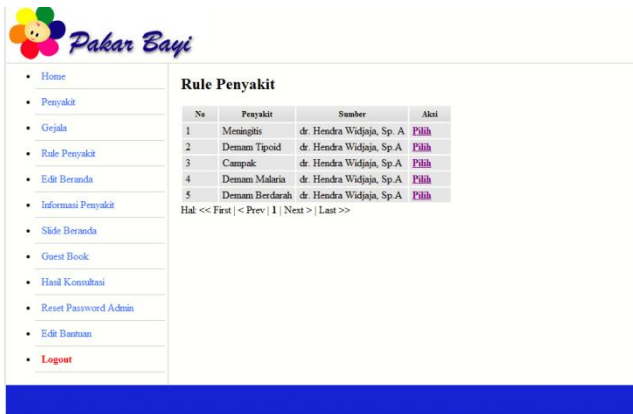 Pakar Bayi
Home
Penyakit
Gejala
Rule Penyakit
Edit Beranda
Informasi Penyakit
Slide Beranda
Guest Book
Hasil Konsultasi
Reset Password Admin
Edit Bantuan
Logout
Rule Penyakit
No Penyakit Sumber Aksi
1 Meningitis dr. Hendra Widjaja, Sp. A Pilih
2 Demam Tipoid dr. Hendra Widjaja, Sp.A Pilih
3 Campak dr. Hendra Widjaja, Sp.A Pilih
4 Demam Malaria dr. Hendra Widjaja, Sp.A Pilih
5 Demam Berdarah dr. Hendra Widjaja, Sp.A Pilih
Hal: << First | < Prev | 1 | Next > | Last >>